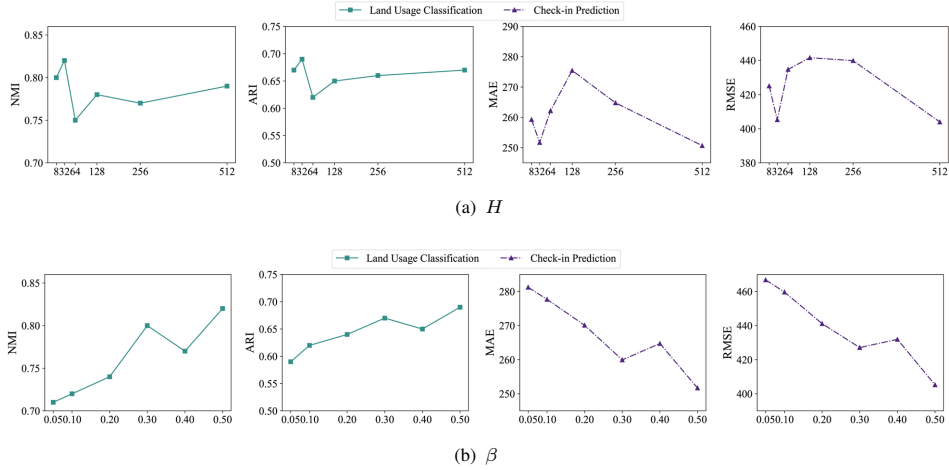 Land Usage Classification Check-in Prediction
NMI
0.85
0.80
0.75
0.70
83264 128 256 512
ARI
0.75
0.70
0.65
0.60
0.55
0.50
83264 128 256 512
MAE
290
280
270
260
250
83264 128 256 512
RMSE
460
440
420
400
380
83264 128 256 512
(a) H
Land Usage Classification Check-in Prediction
NMI
0.85
0.80
0.75
0.70
0.050.10 0.20 0.30 0.40 0.50
ARI
0.75
0.70
0.65
0.60
0.55
0.50
0.050.10 0.20 0.30 0.40 0.50
MAE
280
270
260
250
0.050.10 0.20 0.30 0.40 0.50
RMSE
460
440
420
400
0.050.10 0.20 0.30 0.40 0.50
(b) β